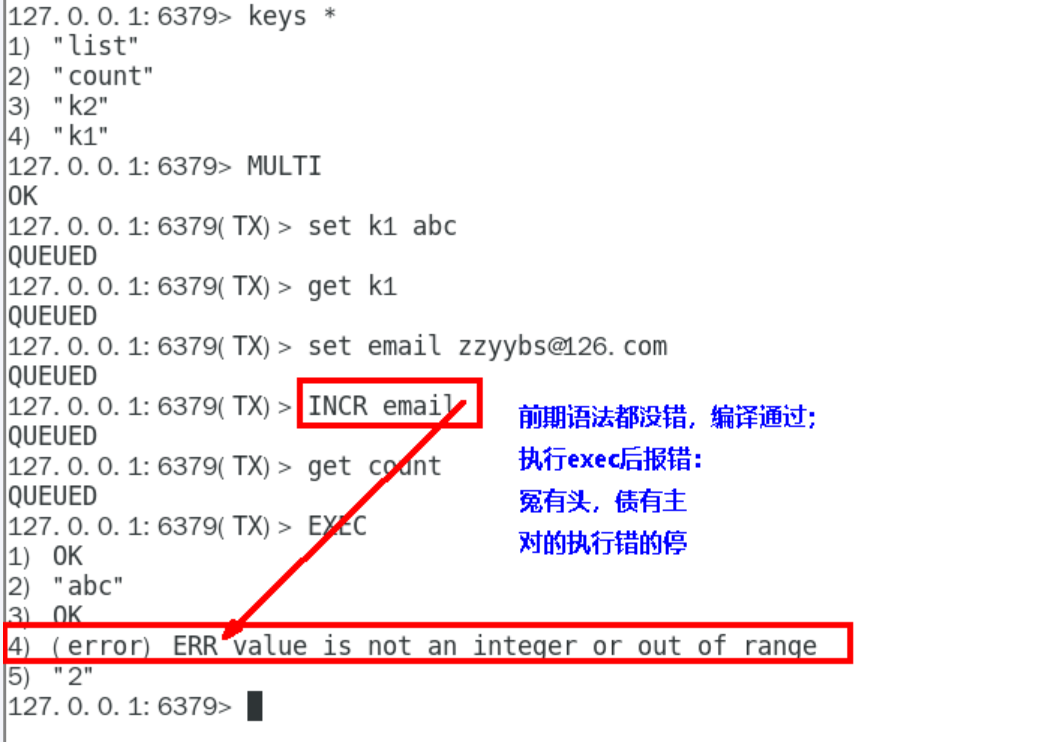 127.0.0.1:6379> keys *
1) "list"
2) "count"
3) "k2"
4) "k1"
127.0.0.1:6379> MULTI
OK
127.0.0.1:6379(TX)> set k1 abc
QUEUED
127.0.0.1:6379(TX)> get k1
QUEUED
127.0.0.1:6379(TX)> set email zzyybs@126.com
QUEUED
127.0.0.1:6379(TX)> INCR email
QUEUED
127.0.0.1:6379(TX)> get count
QUEUED
127.0.0.1:6379(TX)> EXEC
1) OK
2) "abc"
3) OK
4) (error) ERR value is not an integer or out of range
5) "2"
127.0.0.1:6379>
前期语法都没错，编译通过；
执行exec后报错：
冤有头，债有主
对的执行错的停